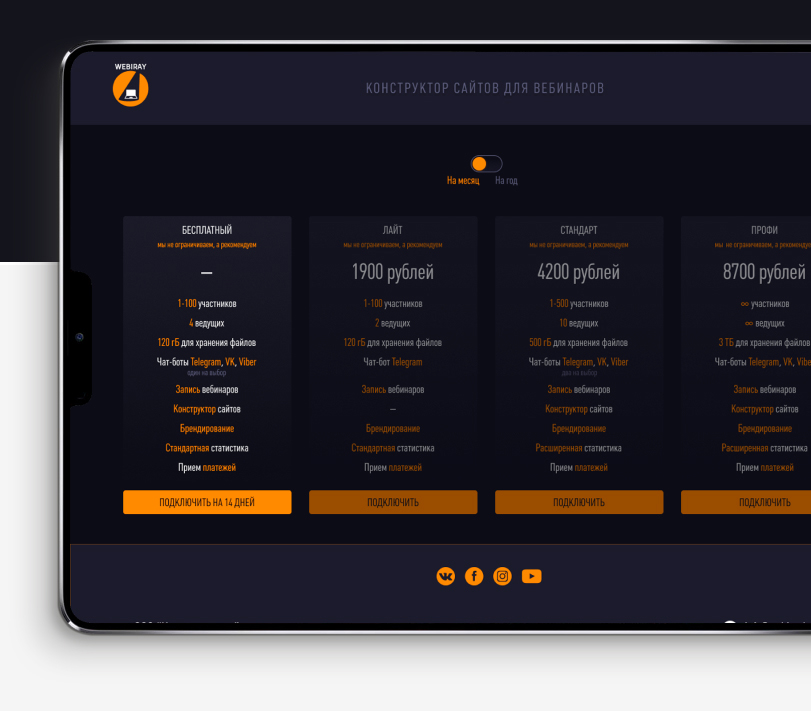 WEBIRAY
КОНСТРУКТОР САЙТОВ ДЛЯ ВЕБИНАРОВ
На месяц На год
БЕСПЛАТНЫЙ
мы не ограничиваем, а рекомендуем
—
1-100 участников
4 ведущих
120 гБ для хранения файлов
Чат-боты Telegram, VK, Viber
один на выбор
Запись вебинаров
Конструктор сайтов
Брендирование
Стандартная статистика
Прием платежей
ПОДКЛЮЧИТЬ НА 14 ДНЕЙ
ЛАЙТ
мы не ограничиваем, а рекомендуем
1900 рублей
1-100 участников
2 ведущих
120 гБ для хранения файлов
Чат-бот Telegram
Запись вебинаров
—
Брендирование
Стандартная статистика
Прием платежей
ПОДКЛЮЧИТЬ
СТАНДАРТ
мы не ограничиваем, а рекомендуем
4200 рублей
1-500 участников
10 ведущих
500 гБ для хранения файлов
Чат-боты Telegram, VK, Viber
два на выбор
Запись вебинаров
Конструктор сайтов
Брендирование
Расширенная статистика
Прием платежей
ПОДКЛЮЧИТЬ
ПРОФИ
мы не ограничиваем, а рекомендуем
8700 рублей
∞ участников
∞ ведущих
3 ТБ для хранения файлов
Чат-боты Telegram, VK, Vibe
Запись вебинаров
Конструктор сайтов
Брендирование
Расширенная статистика
Прием платежей
ПОДКЛЮЧИТЬ